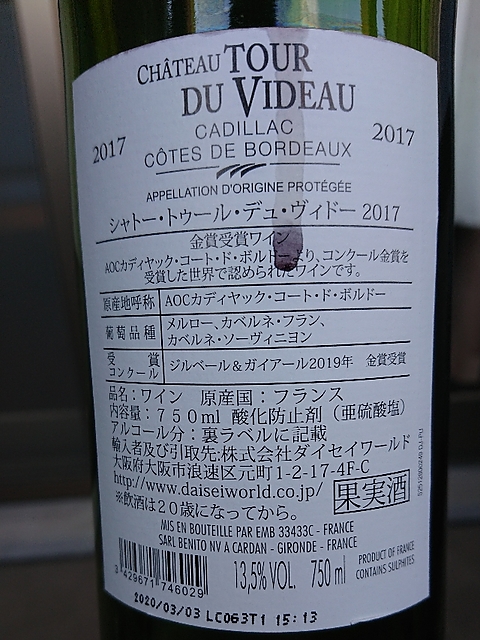 CHÂTEAU TOUR
DU VIDEAU
2017 CADILLAC 2017
CÔTES DE BORDEAUX
APPELLATION D'ORIGINE PROTÉGÉE
シャトー・トゥール・デュ・ヴィドー 2017
金賞受賞ワイン
AOCカディヤック・コート・ド・ボルドーより、コンクール金賞を
受賞した世界で認められたワインです。
原産地呼称 AOCカディヤック・コート・ド・ボルドー
葡萄品種 メルロー、カベルネ・フラン、
カベルネ・ソーヴィニヨン
受賞
コンクール ジルベール&ガイアール2019年 金賞受賞
品名:ワイン 原産国:フランス
内容量:750ml 酸化防止剤(亜硫酸塩)
アルコール分:裏ラベルに記載
輸入者及び引取先:株式会社ダイセイワールド
大阪府大阪市浪速区元町1-2-17-4F-C
http://www.daiseiworld.co.jp/
※飲酒は20歳になってから。
果実酒
MIS EN BOUTEILLE PAR EMB 33433C - FRANCE
SARL BENITO NV A CARDAN - GIRONDE - FRANCE
13,5% VOL. 750 ml
PRODUCT OF FRANCE
CONTAINS SULPHITES
3 429671 746029
2020/03/03 LC063T1 15:13